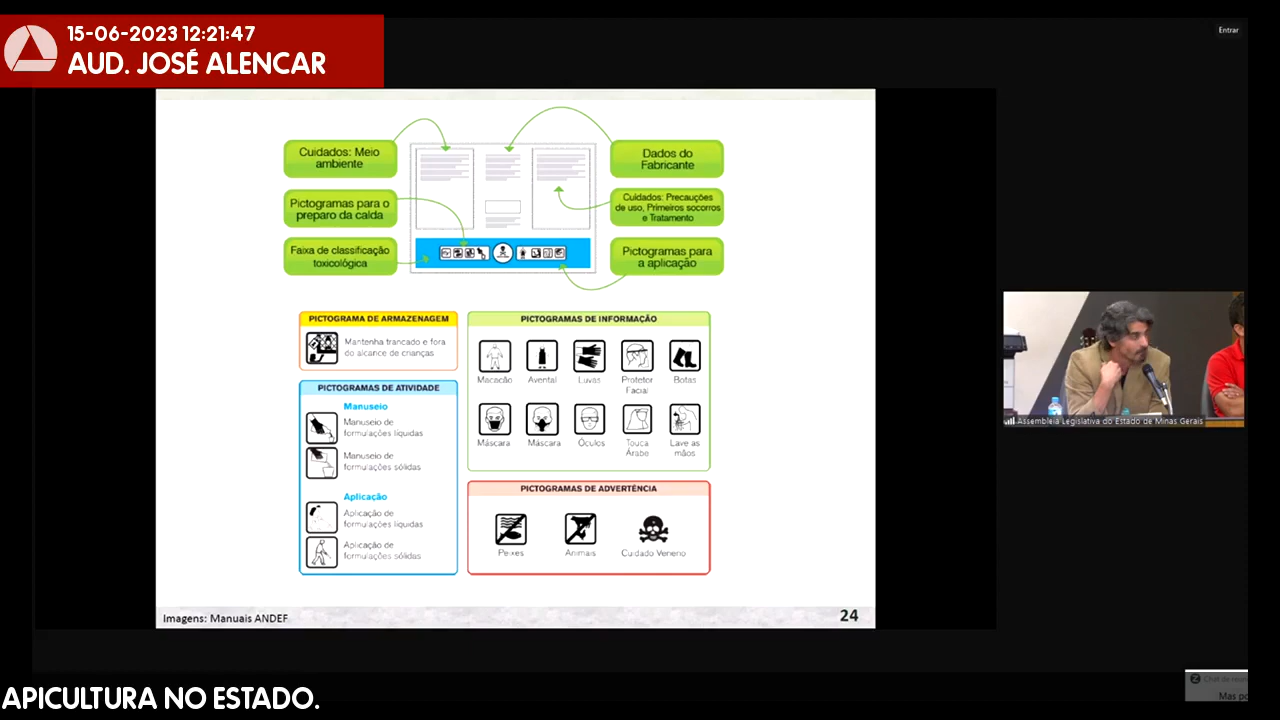 15-06-2023 12:21:47
AUD. JOSÉ ALENCAR
Entrar
Cuidados: Meio
ambiente
Dados do
Fabricante
Pictogramas para o
preparo da calda
Cuidados: Precauções
de uso, Primeiros socorros
e Tratamento
Faixa de classificação
toxicológica
Pictogramas para
a aplicação
PICTOGRAMA DE ARMAZENAGEM
Mantenha trancado e fora
do alcance de crianças
PICTOGRAMAS DE ATIVIDADE
Manuseio
Manuseio de
formulações líquidas
Manuseio de
formulações sólidas
Aplicação
Aplicação de
formulações líquidas
Aplicação de
formulações sólidas
PICTOGRAMAS DE INFORMAÇÃO
Macacão
Avental
Luvas
Protetor
Facial
Botas
Máscara
Máscara
Óculos
Touca
Árabe
Lave as
mãos
PICTOGRAMAS DE ADVERTÊNCIA
Peixes
Animais
Cuidado Veneno
Imagens: Manuais ANDEF
24
Assembleia Legislativa do Estado de Minas Gerais
Chat de reun
Mas po
APICULTURA NO ESTADO.